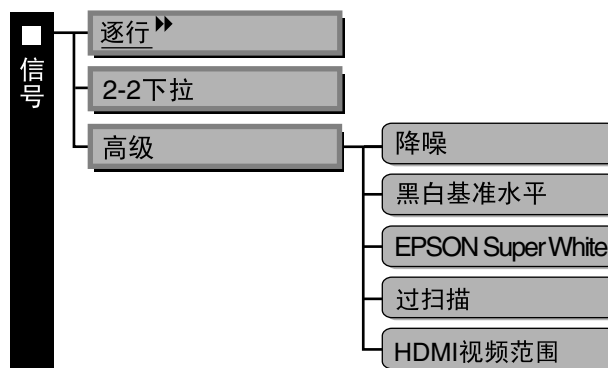 信号
逐行
2-2下拉
高级
降噪
黑白基准水平
EPSON Super White
过扫描
HDMI视频范围